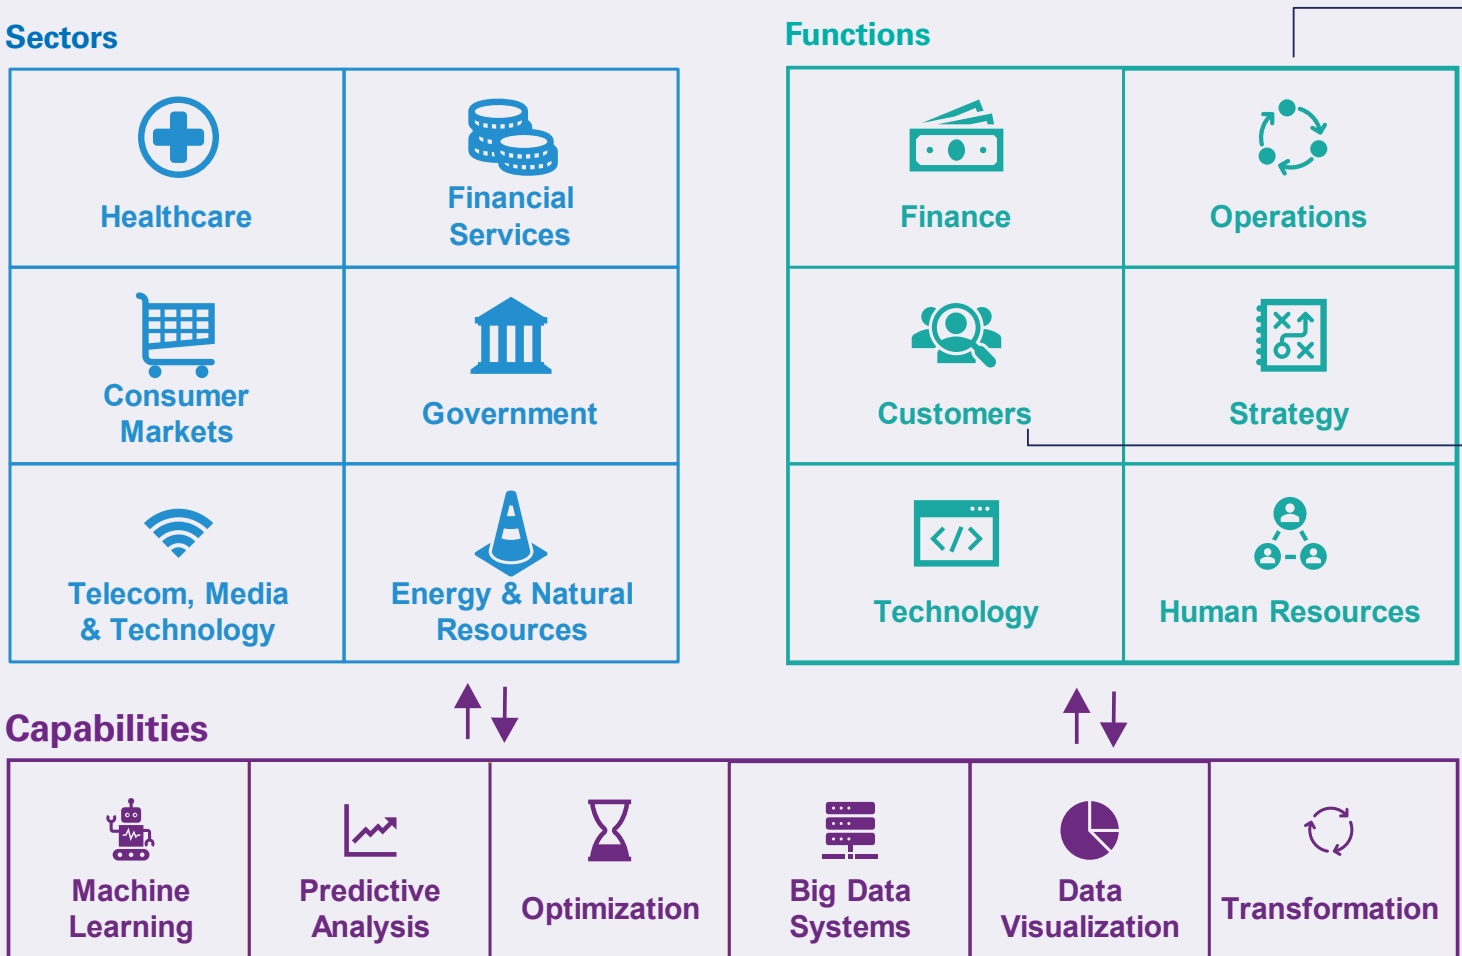 Sectors
Healthcare
Financial
Services
Consumer
Markets
Government
Telecom, Media
& Technology
Energy & Natural
Resources
Functions
Finance
Operations
Customers
Strategy
Technology
Human Resources
Capabilities
Machine
Learning
Predictive
Analysis
Optimization
Big Data
Systems
Data
Visualization
Transformation